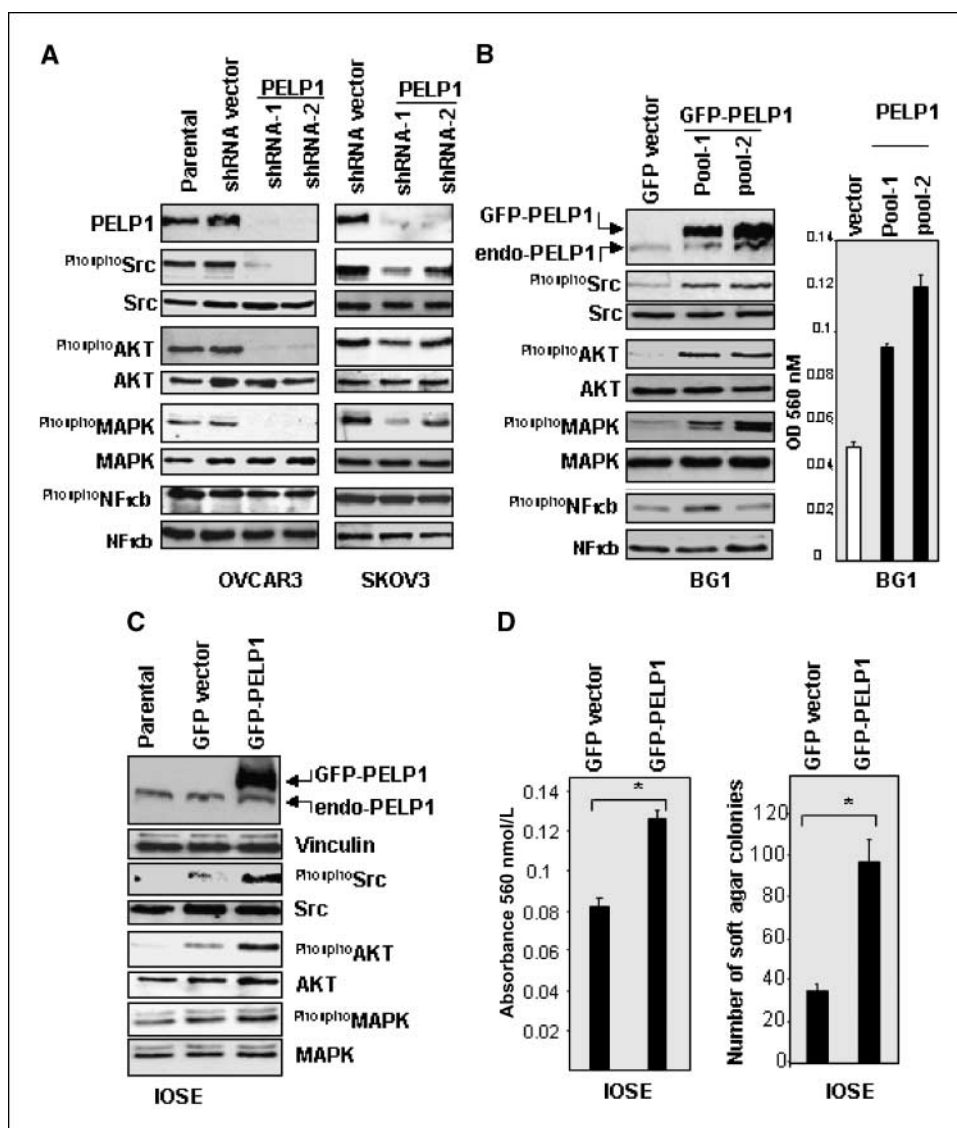 A
Parental
shRNA vector
PELP1
shRNA-1
shRNA-2
shRNA vector
PELP1
shRNA-1
shRNA-2
PELP1
PhosphoSrc
Src
PhosphoAKT
AKT
PhosphoMAPK
MAPK
PhosphoNFκb
NFκb
OVCAR3
SKOV3
B
GFP vector
GFP-PELP1
Pool-1
pool-2
GFP-PELP1
endo-PELP1
PhosphoSrc
Src
PhosphoAKT
AKT
PhosphoMAPK
MAPK
PhosphoNFκb
NFκb
BG1
PELP1
vector
Pool-1
pool-2
OD 560 nM
0.14
0.12
0.1
0.08
0.06
0.04
0.02
0
BG1
C
Parental
GFP vector
GFP-PELP1
GFP-PELP1
endo-PELP1
Vinculin
PhosphoSrc
Src
PhosphoAKT
AKT
PhosphoMAPK
MAPK
IOSE
D
GFP vector
GFP-PELP1
Absorbance 560 nmol/L
0.14
0.12
0.1
0.08
0.06
0.04
0.02
*
IOSE
GFP vector
GFP-PELP1
Number of soft agar colonies
120
100
80
60
40
20
0
*
IOSE